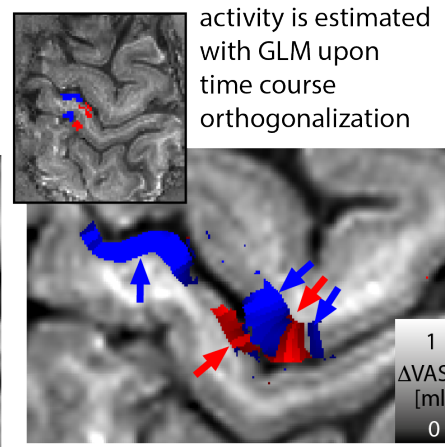 activity is estimated
with GLM upon
time course
orthogonalization
1
ΔVAS
[ml
0